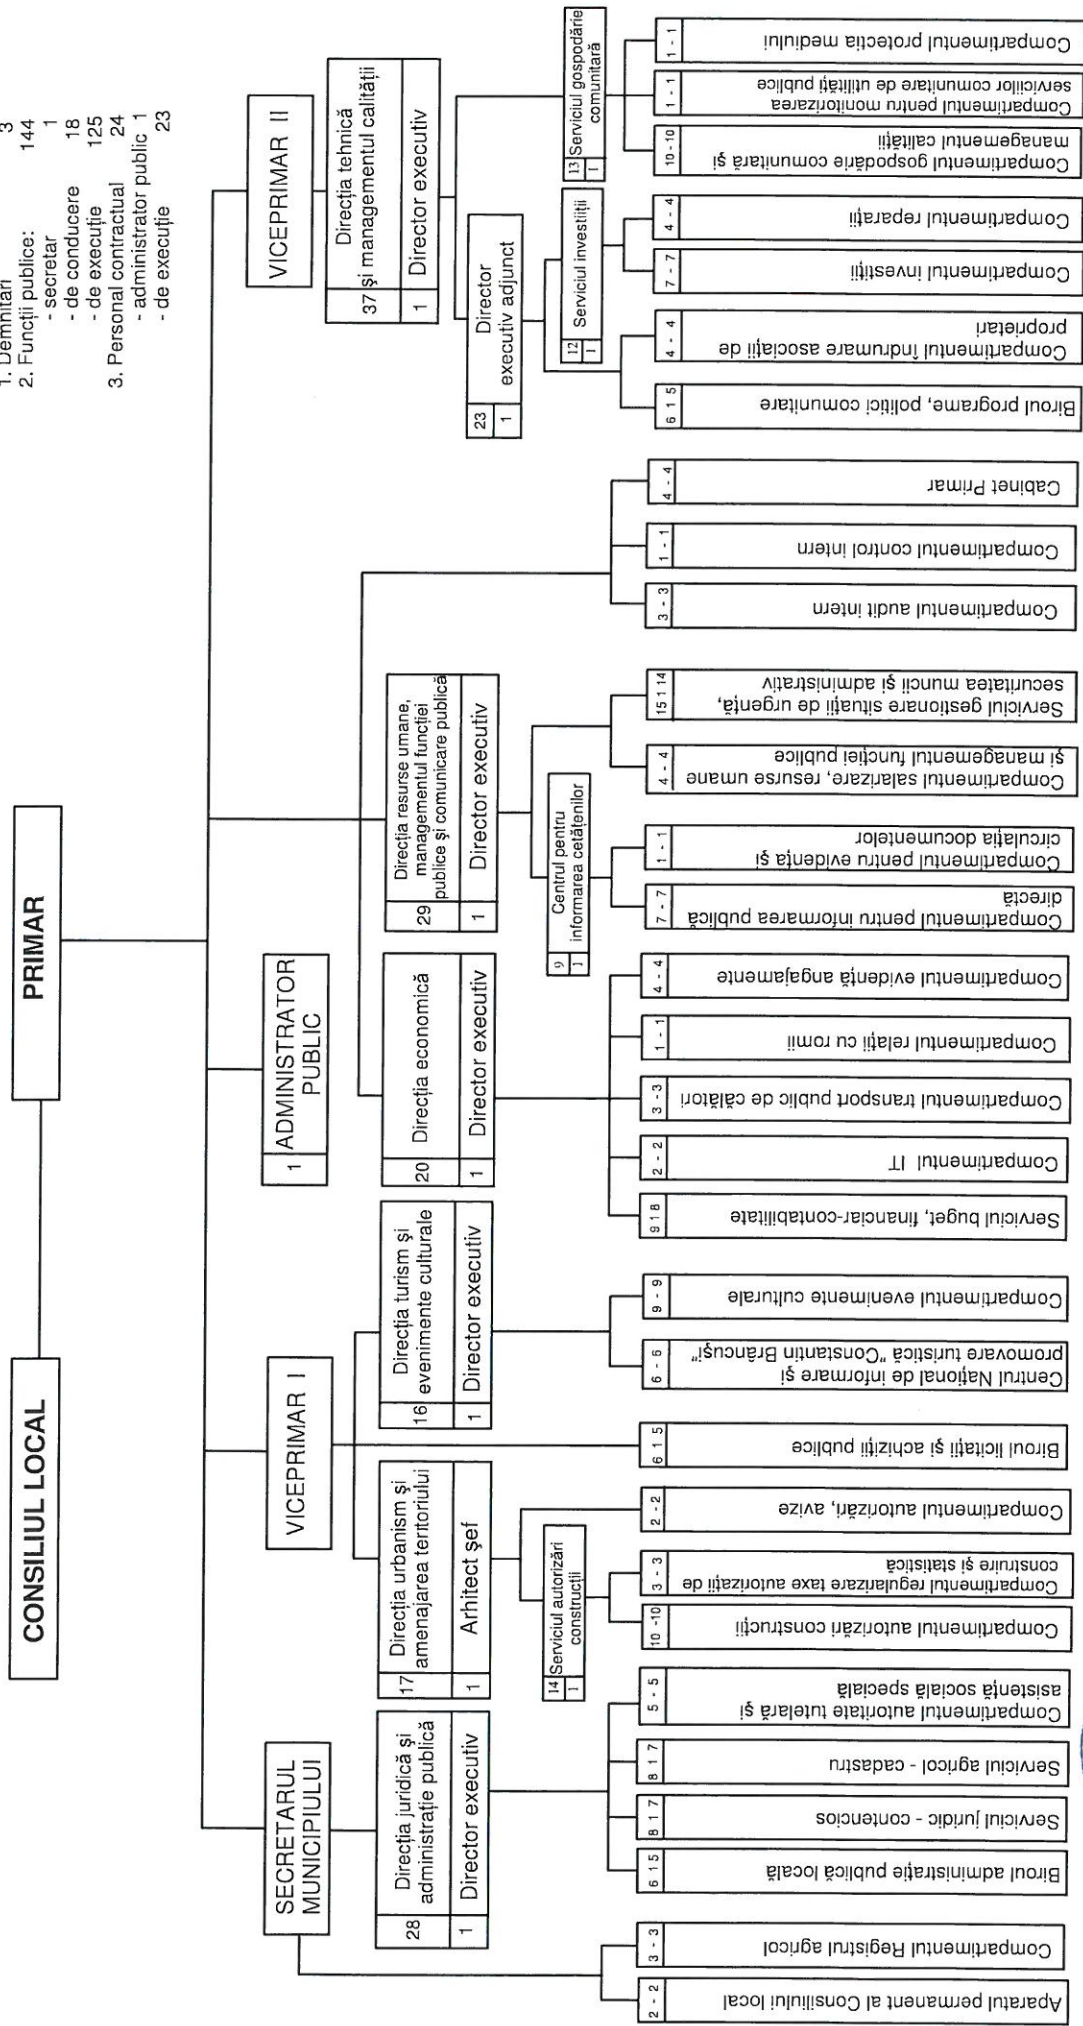 1. Demnitari 3
2. Funcții publice: 144
- secretar 1
- de conducere 18
- de execuție 125
3. Personal contractual 24
- administrator public 1
- de execuție 23
CONSILIUL LOCAL
PRIMAR
SECRETARUL
MUNICIPIULUI
VICEPRIMAR I
1 ADMINISTRATOR
PUBLIC
VICEPRIMAR II
28 Direcția juridică și
administrație publică
1 Director executiv
17 Direcția urbanism și
amenajarea teritoriului
1 Arhitect șef
16 Direcția turism și
evenimente culturale
1 Director executiv
20 Direcția economică
1 Director executiv
29 Direcția resurse umane,
managementul funcției
publice și comunicare publică
1 Director executiv
37 Direcția tehnică
și managementul calității
1 Director executiv
23 Director
executiv adjunct
1
14 Serviciul autorizări
1 construcții
9 Centrul pentru
1 informarea cetățenilor
12 Serviciul investiții
1
13 Serviciul gospodărie
1 comunitară
2 - 2
Aparatul permanent al Consiliului local
3 - 3
Compartimentul Registrul agricol
6 1 5
Biroul administrație publică locală
8 1 7
Serviciul juridic - contencios
8 1 7
Serviciul agricol - cadastru
5 - 5
Compartimentul autoritate tutelară și
asistență socială specială
10 -10
Compartimentul autorizări construcții
3 - 3
Compartimentul regularizare taxe autorizații de
construire și statistică
2 - 2
Compartimentul autorizări, avize
6 1 5
Biroul licitații și achiziții publice
6 - 6
Centrul Național de informare și
promovare turistică "Constantin Brâncuși"
9 - 9
Compartimentul evenimente culturale
9 1 8
Serviciul buget, financiar-contabilitate
2 - 2
Compartimentul IT
3 -3
Compartimentul transport public de călători
1 - 1
Compartimentul relații cu romii
4 - 4
Compartimentul evidență angajamente
7 - 7
Compartimentul pentru informarea publică
directă
1 - 1
Compartimentul pentru evidența și
circulația documentelor
4 - 4
Compartimentul salarizare, resurse umane
și managementul funcției publice
15 1 14
Serviciul gestionare situații de urgență,
securitatea muncii și administrativ
3 - 3
Compartimentul audit intern
1 - 1
Compartimentul control intern
4 - 4
Cabinet Primar
6 1 5
Biroul programe, politici comunitare
4 - 4
Compartimentul îndrumare asociații de
proprietari
7 - 7
Compartimentul investiții
4 - 4
Compartimentul reparații
10 -10
Compartimentul gospodărie comunitară și
managementul calității
1 - 1
Compartimentul pentru monitorizarea
serviciilor comunitare de utilități publice
1 - 1
Compartimentul protecția mediului